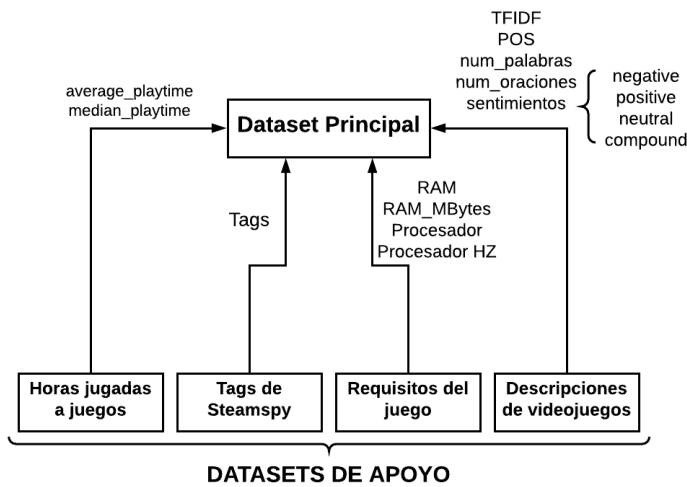 TFIDF
POS
num_palabras
num_oraciones
sentimientos
negative
positive
neutral
compound
average_playtime
median_playtime
Dataset Principal
Tags
RAM
RAM_MBytes
Procesador
Procesador HZ
Horas jugadas
a juegos
Tags de
Steamspy
Requisitos del
juego
Descripciones
de videojuegos
DATASETS DE APOYO